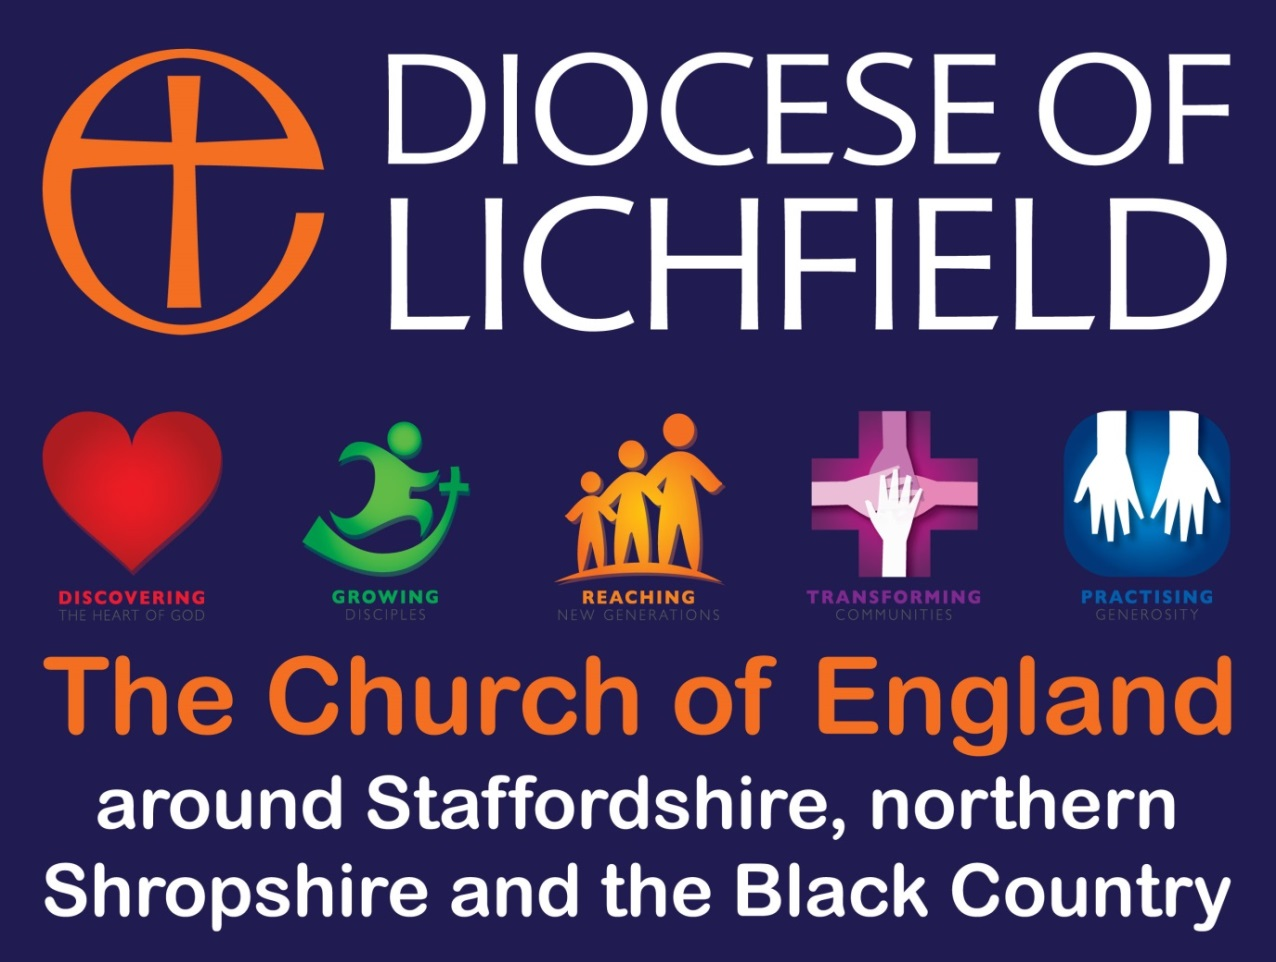 DIOCESE OF
LICHFIELD
DISCOVERING
THE HEART OF GOD
GROWING
DISCIPLES
REACHING
NEW GENERATIONS
TRANSFORMING
COMMUNITIES
PRACTISING
GENEROSITY
The Church of England
around Staffordshire, northern
Shropshire and the Black Country